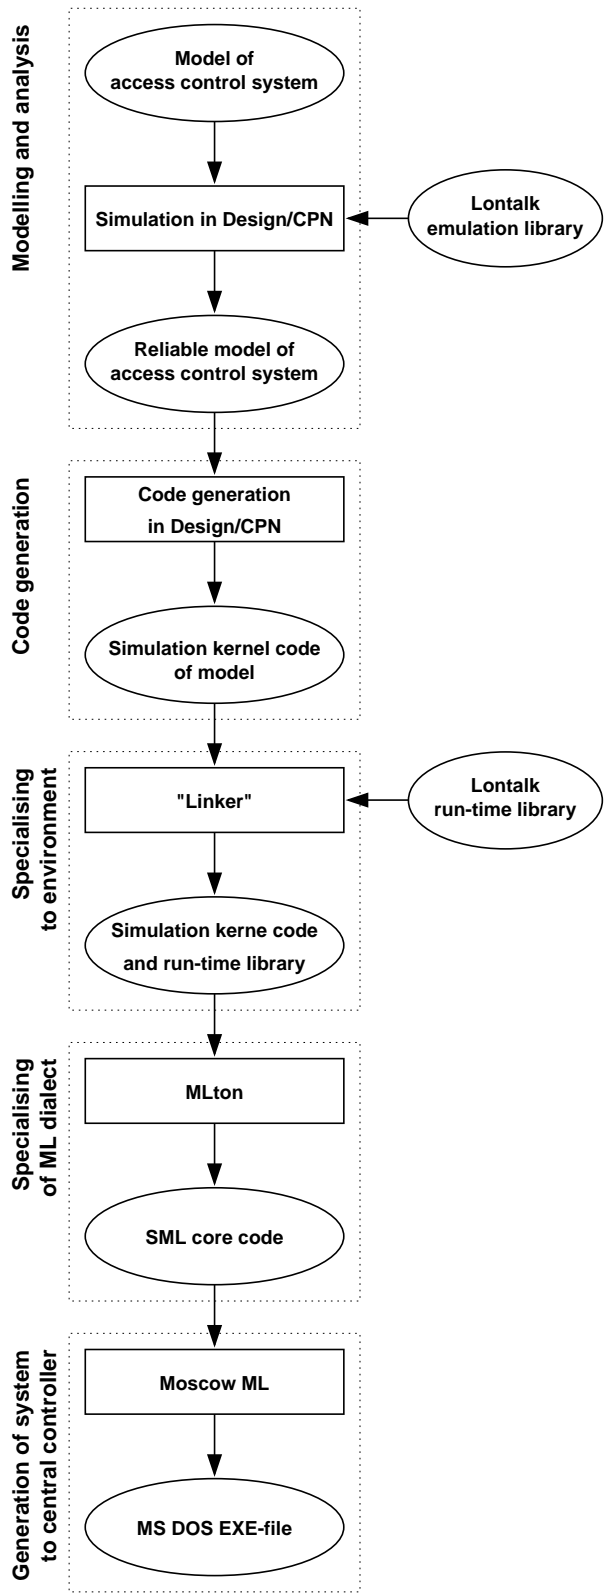 Modelling and analysis
Model of
access control system
Simulation in Design/CPN
Lontalk
emulation library
Reliable model of
access control system
Code generation
Code generation
in Design/CPN
Simulation kernel code
of model
Specialising
to environment
"Linker"
Lontalk
run-time library
Simulation kerne code
and run-time library
Specialising
of ML dialect
MLton
SML core code
Generation of system
to central controller
Moscow ML
MS DOS EXE-file